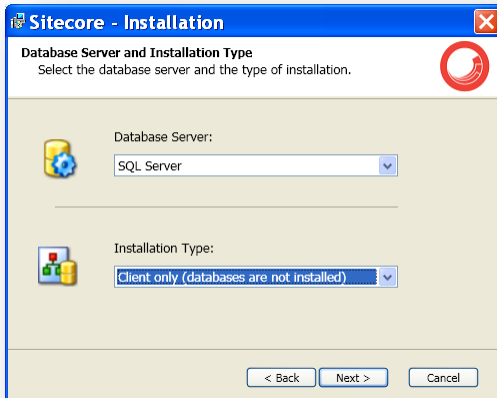 Sitecore - Installation
Database Server and Installation Type
Select the database server and the type of installation.
Database Server:
SQL Server
Installation Type:
Client only (databases are not installed)
< Back
Next >
Cancel